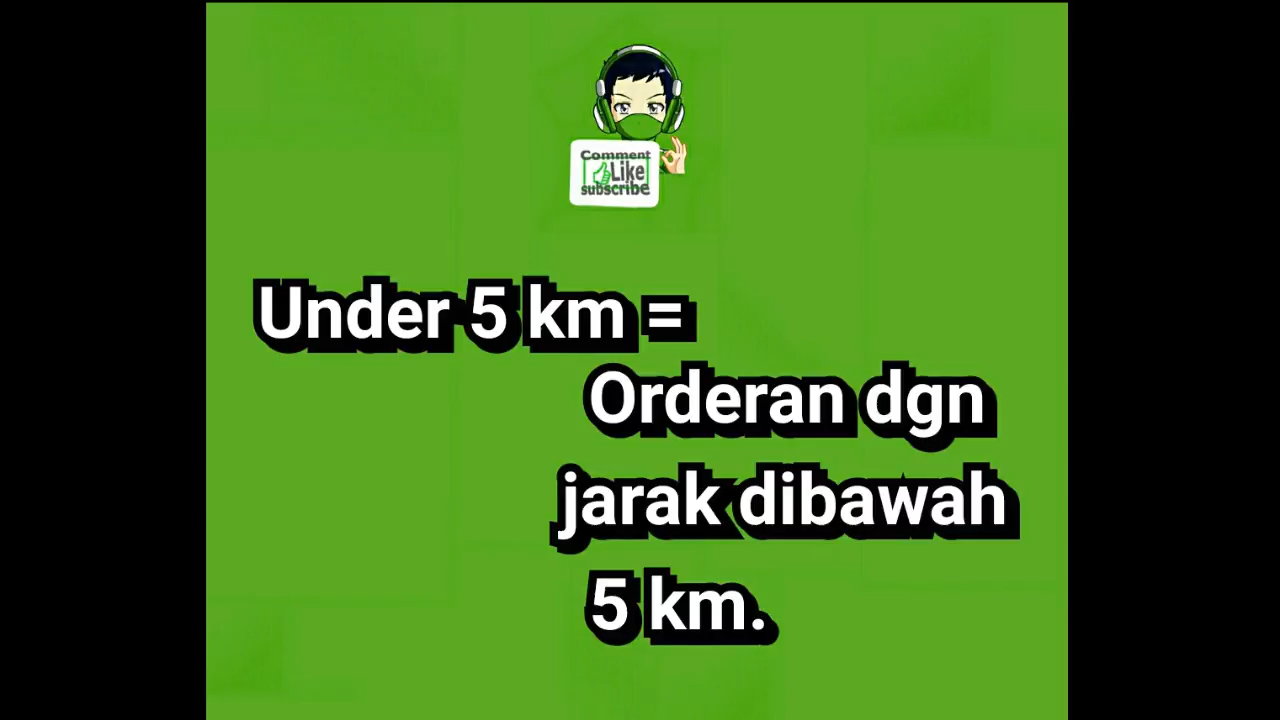 Comment
Like
subscribe
Under 5 km =
Orderan dgn
jarak dibawah
5 km.